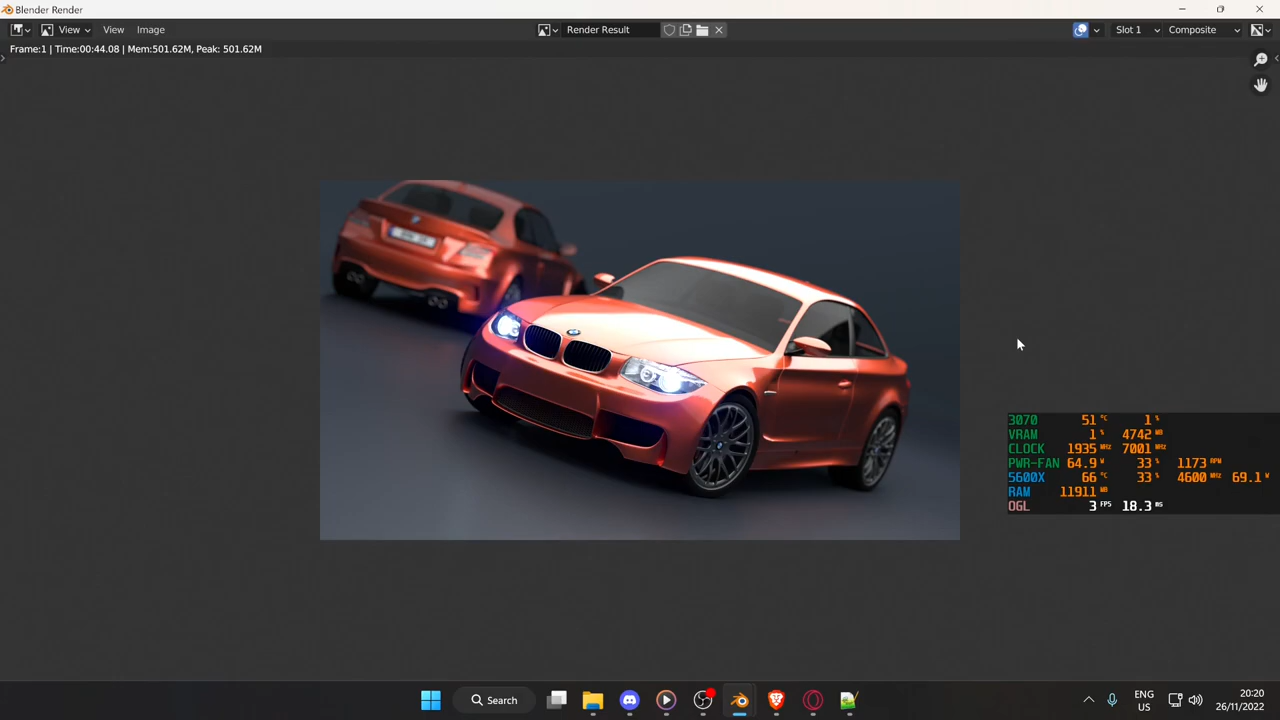 Blender Render
View View Image Render Result Slot 1 Composite
Frame:1 | Time:00:44.08 | Mem:501.62M, Peak: 501.62M
3070 51 °C 1 %
VRAM 1 % 4742 MB
CLOCK 1935 MHz 7001 MHz
PWR-FAN 64.9 W 33 % 1173 RPM
5600X 66 °C 33 % 4600 MHz 69.1 W
RAM 11911 MB
OGL 3 FPS 18.3 ms
Search
ENG
US
20:20
26/11/2022